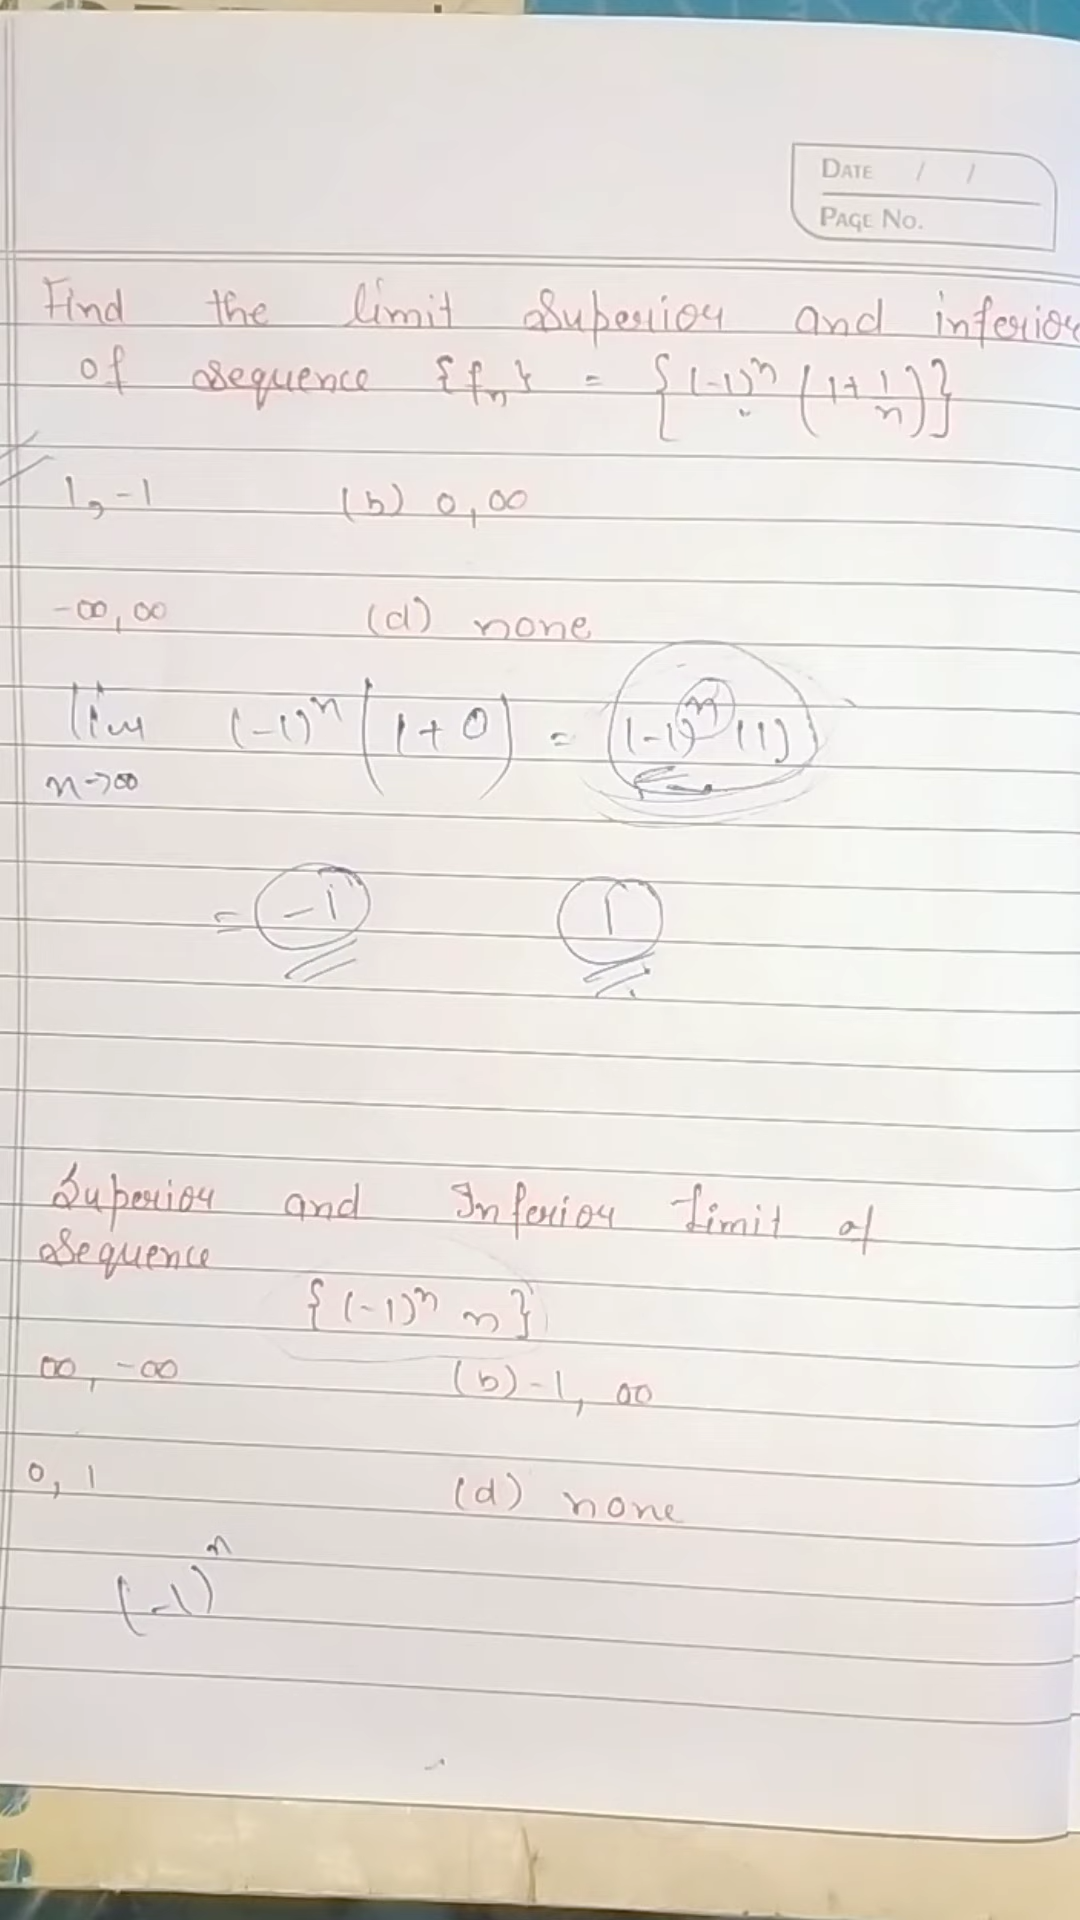 DATE / /
PAGE NO.
Find the limit Superior and inferior
of sequence {fn} = {(-1)ⁿ (1+1/n)}
1, -1 (b) 0, ∞
-∞, ∞ (d) none
lim (-1)ⁿ (1+0) = (-1)ⁿ (1)
n→∞
= -1 1
Superior and Inferior limit of
sequence
{(-1)ⁿ n}
∞, -∞ (b) -1, ∞
0, 1 (d) none
(-1)ⁿ